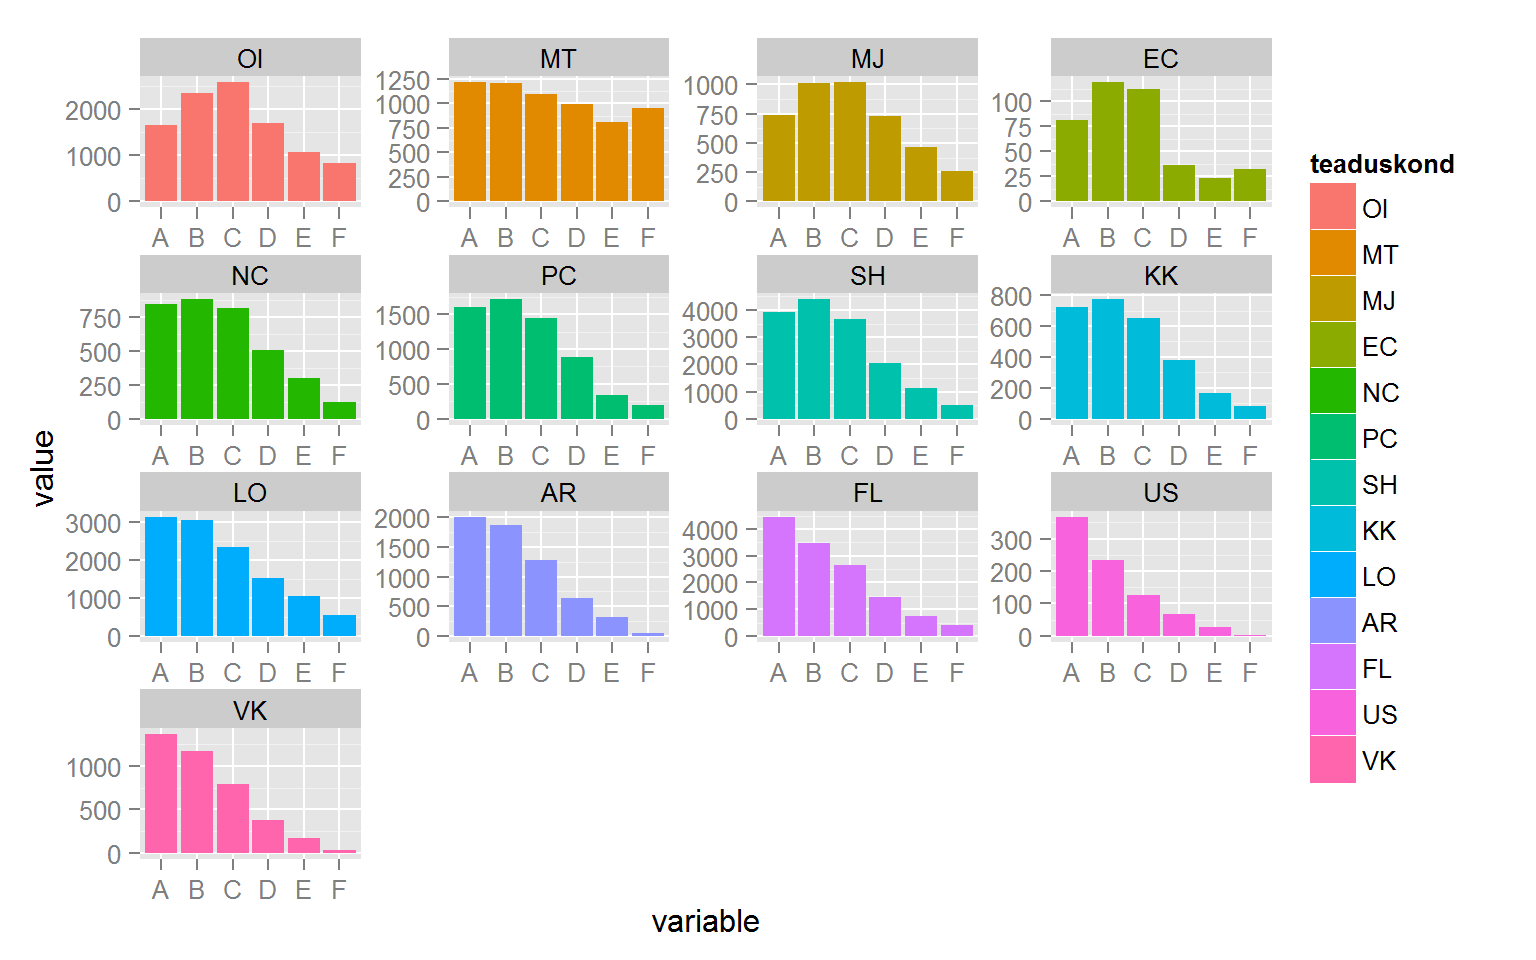 OI
2000
1000
0
A B C D E F
MT
1250
1000
750
500
250
0
A B C D E F
MJ
1000
750
500
250
0
A B C D E F
EC
100
75
50
25
0
A B C D E F
NC
750
500
250
0
A B C D E F
PC
1500
1000
500
0
A B C D E F
SH
4000
3000
2000
1000
0
A B C D E F
KK
800
600
400
200
0
A B C D E F
LO
3000
2000
1000
0
A B C D E F
AR
2000
1500
1000
500
0
A B C D E F
FL
4000
3000
2000
1000
0
A B C D E F
US
300
200
100
0
A B C D E F
VK
1000
500
0
A B C D E F
value
variable
teaduskond
OI
MT
MJ
EC
NC
PC
SH
KK
LO
AR
FL
US
VK